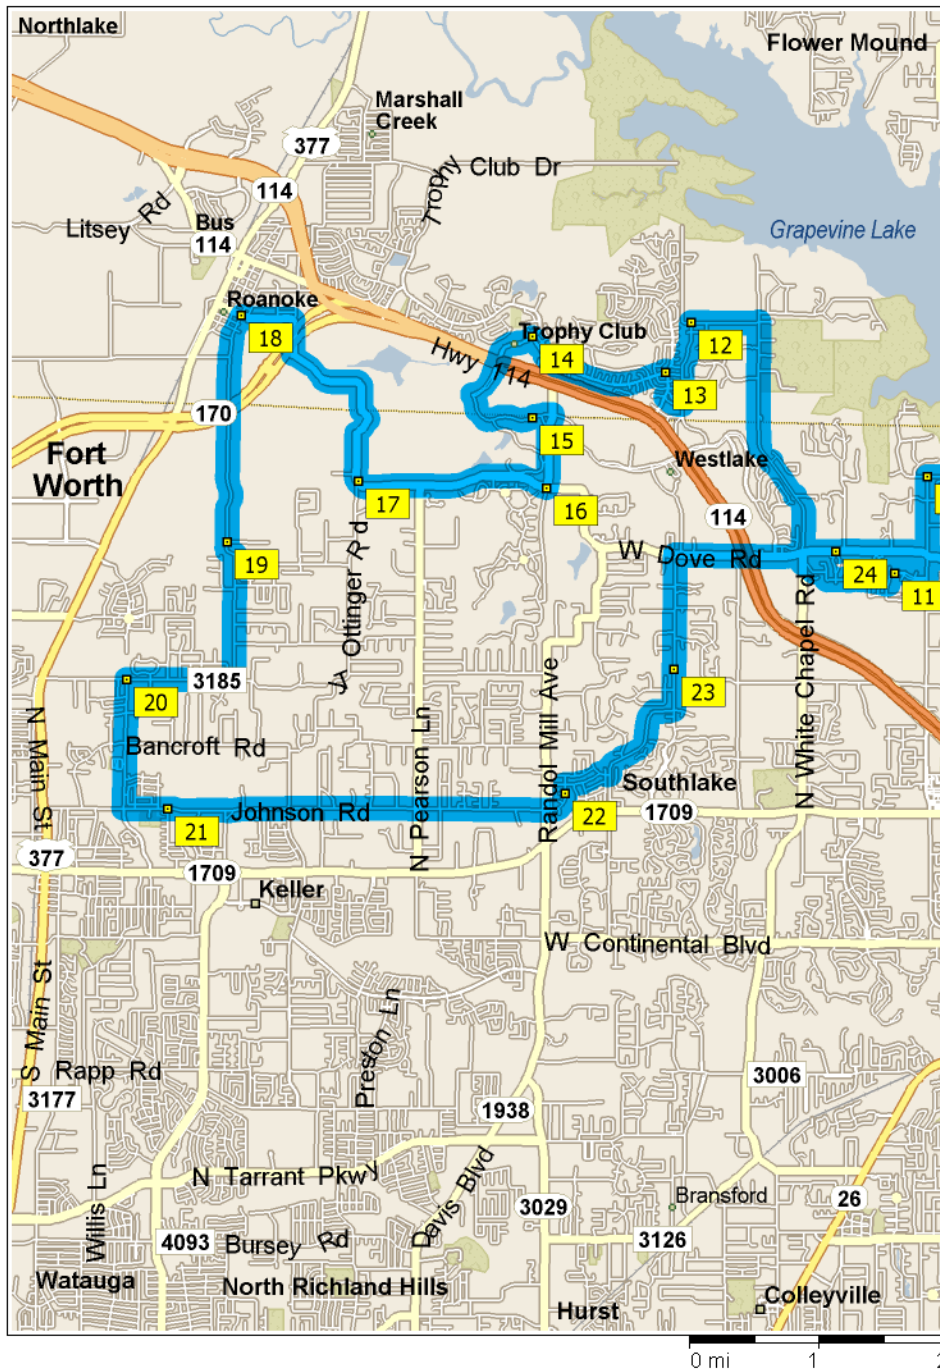 Northlake
Flower Mound
Marshall
Creek
377
Trophy Club Dr
114
Litsey Rd
Bus
114
Grapevine Lake
Roanoke
18
Trophy Club
12
14
Hwy 114
13
170
15
Fort
Worth
Westlake
17
16
114
W Dove Rd
19
24
11
J A Ottinger Rd
3185
20
23
N White Chapel Rd
Randol Mill Ave
N Pearson Ln
N Main St
Bancroft Rd
Southlake
Johnson Rd
22
1709
21
377
1709
Keller
W Continental Blvd
S Main St
Preston Ln
Rapp Rd
3177
3006
1938
N Tarrant Pkwy
Davis Blvd
Willis Ln
Bransford
3029
26
4093
Bursey Rd
3126
Watauga
North Richland Hills
Colleyville
Hurst
0 mi 1